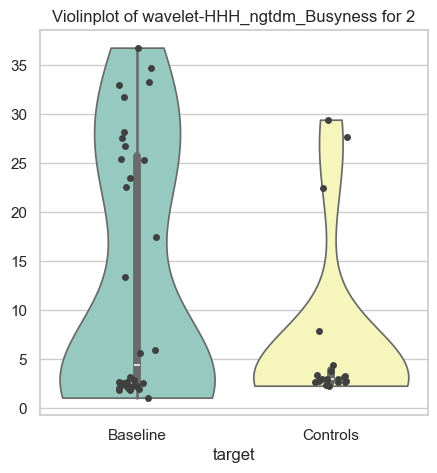 Violinplot of wavelet-HHH_ngtdm_Busyness for 2
35
30
25
20
15
10
5
0
Baseline Controls
target